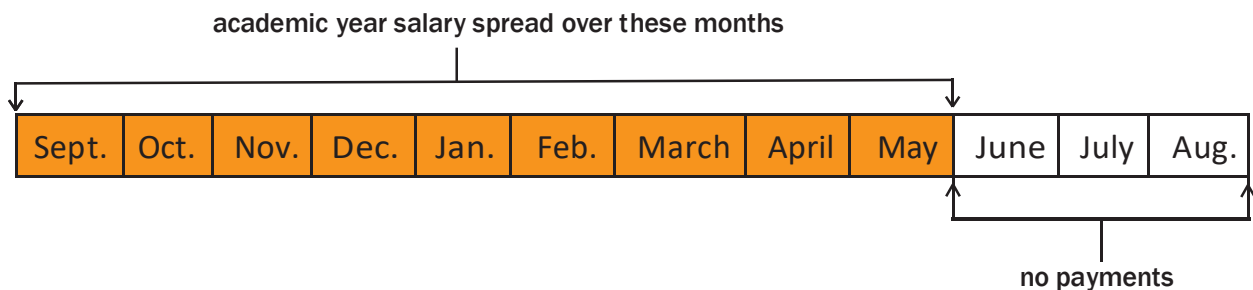 academic year salary spread over these months
Sept. Oct. Nov. Dec. Jan. Feb. March April May June July Aug.
no payments